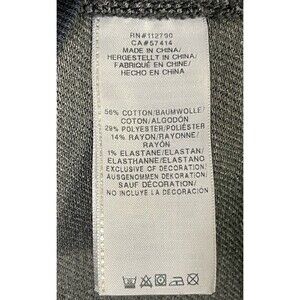 RN#112790
CA#57414
MADE IN CHINA/
HERGESTELLT IN CHINA/
FABRIQUÉ EN CHINE/
HECHO EN CHINA
56% COTTON/BAUMWOLLE/
COTON/ALGODÓN
29% POLYESTER/POLIÉSTER
14% RAYON/RAYONNE/
RAYÓN
1% ELASTANE/ELASTAN/
ELASTHANNE/ELASTANO
EXCLUSIVE OF DECORATION/
AUSGENOMMEN DEKORATION/
SAUF DÉCORATION/
NO INCLUYE LA DECORACION